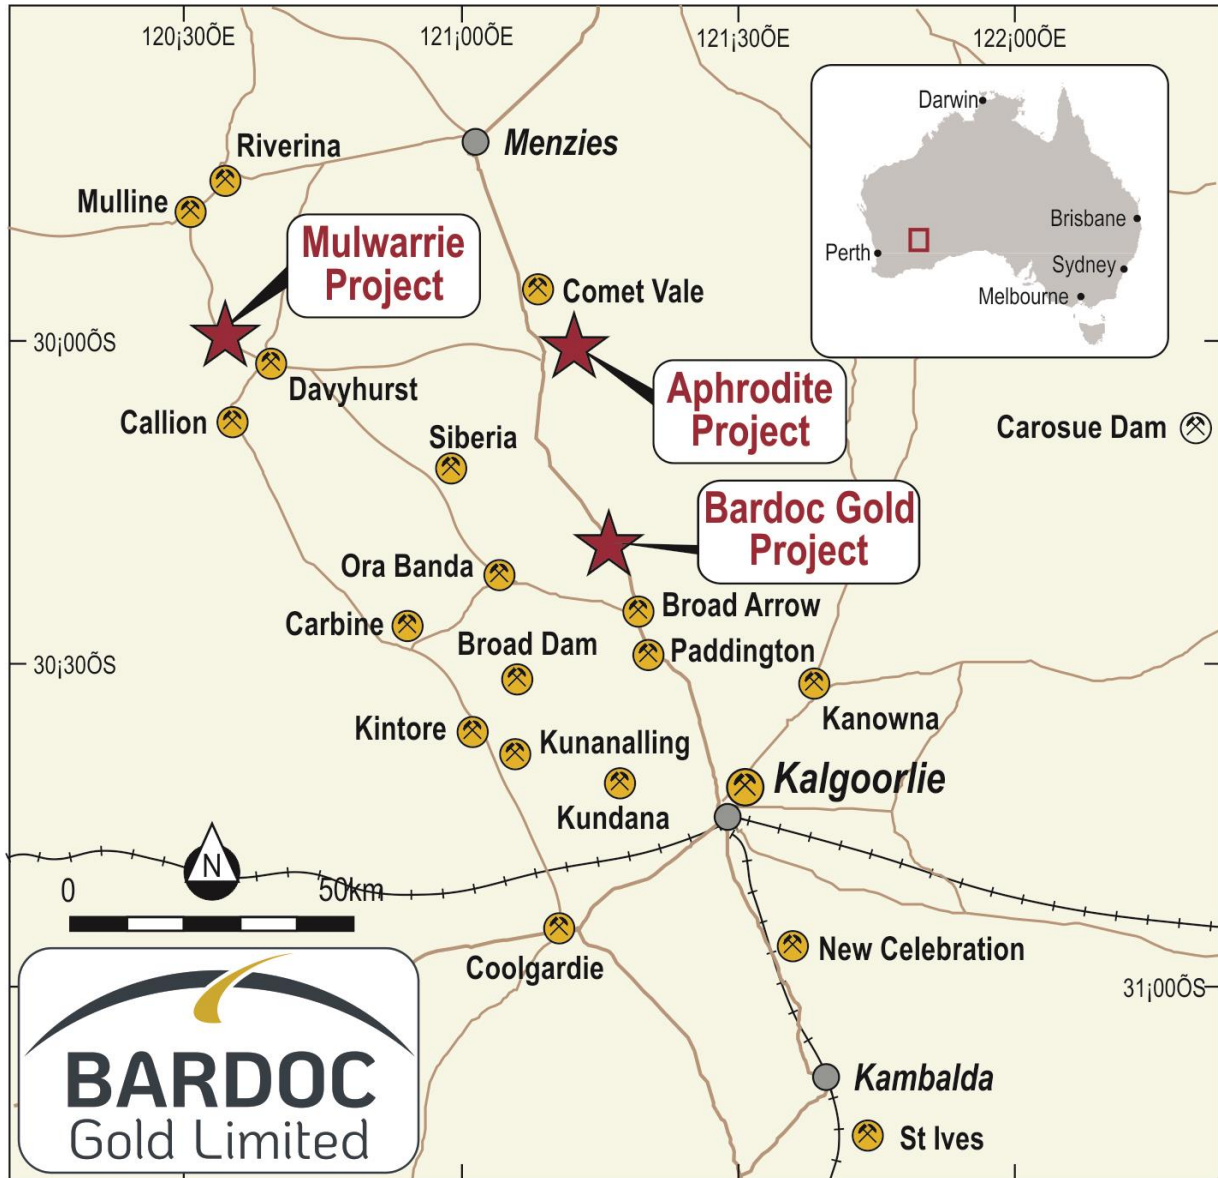 120¡30ÕE
121¡00ÕE
121¡30ÕE
122¡00ÕE
Darwin
Brisbane
Perth
Sydney
Melbourne
Riverina
Menzies
Mulline
Mulwarrie
Project
Comet Vale
30¡00ÕS
Davyhurst
Aphrodite
Project
Callion
Siberia
Carosue Dam
Bardoc Gold
Project
Ora Banda
Broad Arrow
Carbine
Broad Dam
Paddington
30¡30ÕS
Kanowna
Kintore
Kunanalling
Kalgoorlie
Kundana
N
0
50km
Coolgardie
New Celebration
31¡00ÕS
BARDOC
Gold Limited
Kambalda
St Ives